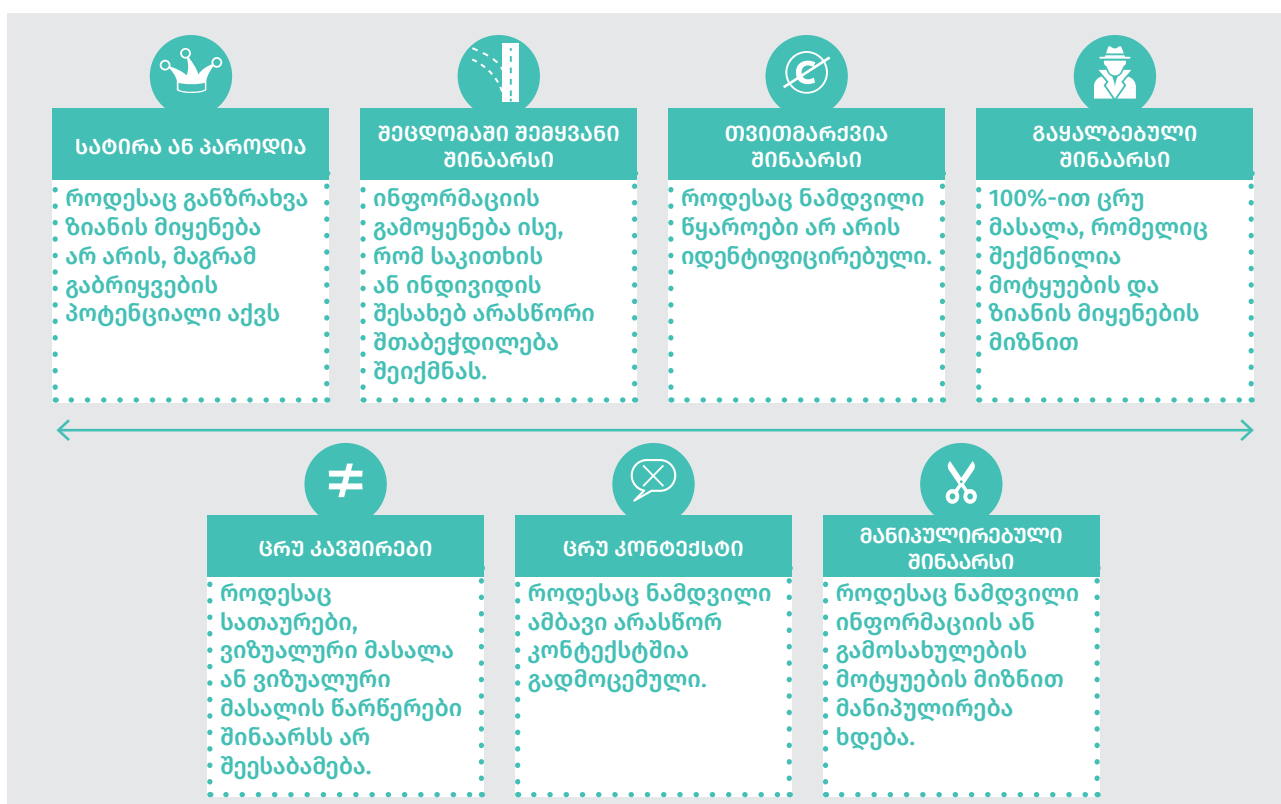 სატირა ან პაროდია
როდესაც განზრახვა
ზიანის მიყენება
არ არის, მაგრამ
გაბრიყვების
პოტენციალი აქვს
შეცდომაში შემყვანი
შინაარსი
ინფორმაციის
გამოყენება ისე,
რომ საკითხის
ან ინდივიდის
შესახებ არასწორი
შთაბეჭდილება
შეიქმნას.
თვითმარქვია
შინაარსი
როდესაც ნამდვილი
წყაროები არ არის
იდენტიფიცირებული.
გაყალბებული
შინაარსი
100%-ით ცრუ
მასალა, რომელიც
შექმნილია
მოტყუების და
ზიანის მიყენების
მიზნით
ცრუ კავშირები
როდესაც
სათაურები,
ვიზუალური მასალა
ან ვიზუალური
მასალის წარწერები
შინაარსს არ
შეესაბამება.
ცრუ კონტექსტი
როდესაც ნამდვილი
ამბავი არასწორ
კონტექსტშია
გადმოცემული.
მანიპულირებული
შინაარსი
როდესაც ნამდვილი
ინფორმაციის ან
გამოსახულების
მოტყუების მიზნით
მანიპულირება
ხდება.